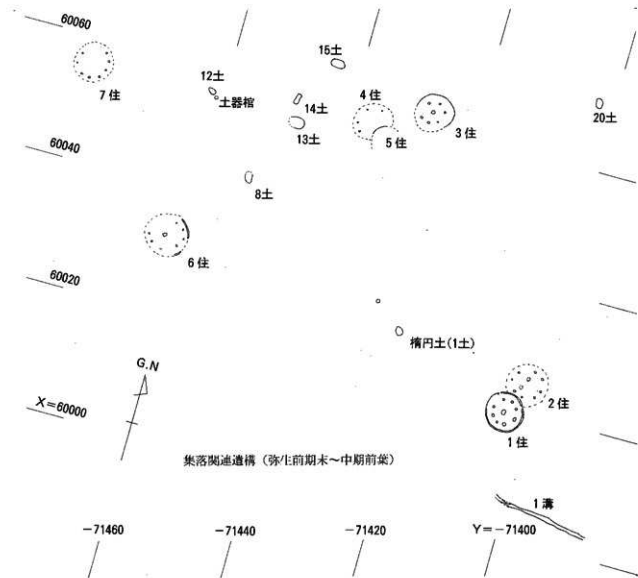 60060
15土
12土
7住
土器棺
14土
4住
3住
20土
13土
5住
60040
8土
6住
60020
楕円土(1土)
G.N
X=60000
2住
1住
集落関連遺構（弥生前期末～中期前葉）
1溝
-71460
-71440
-71420
Y=-71400